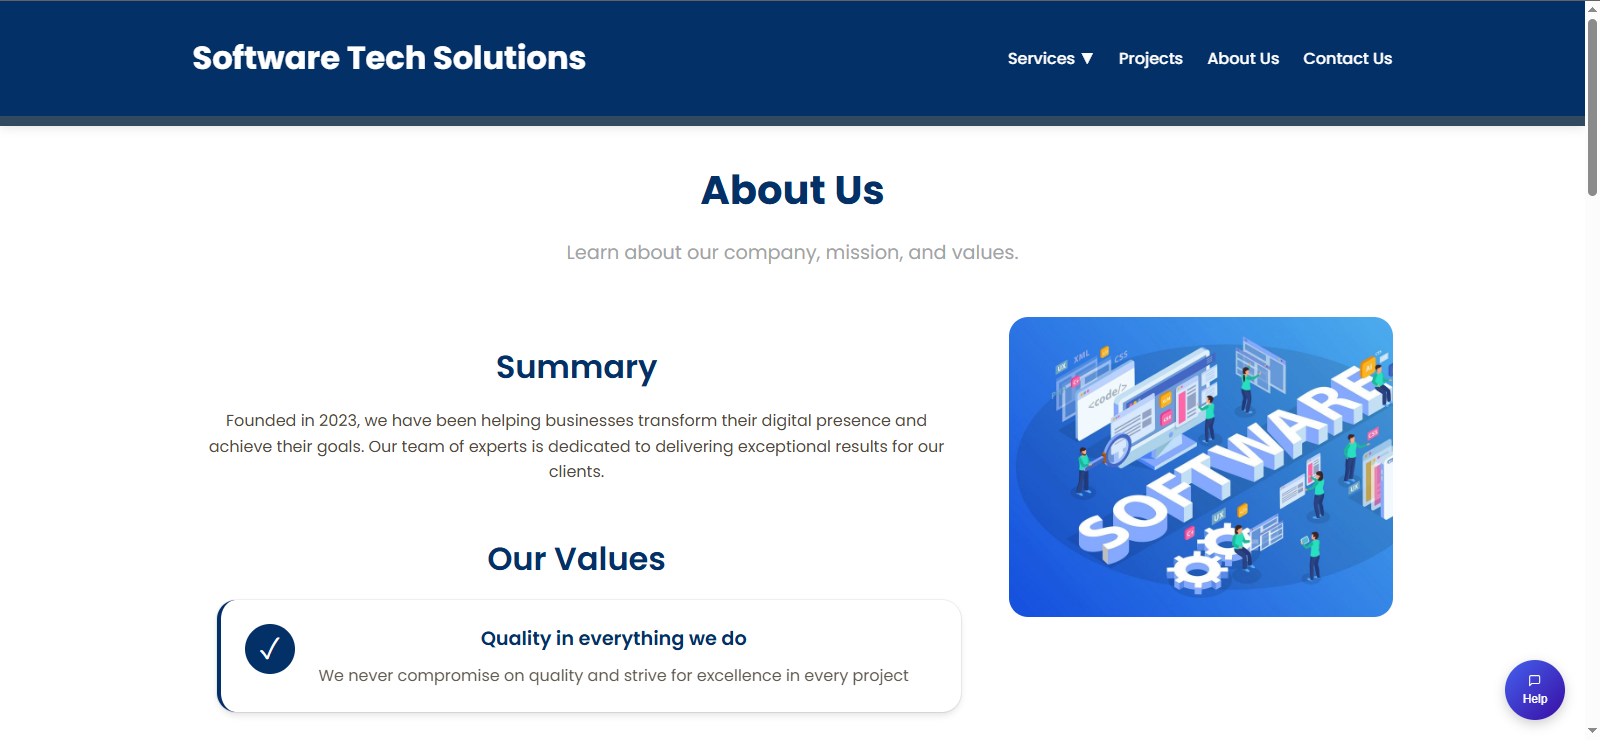 Software Tech Solutions
Services ▼ Projects About Us Contact Us
About Us
Learn about our company, mission, and values.
Summary
Founded in 2023, we have been helping businesses transform their digital presence and
achieve their goals. Our team of experts is dedicated to delivering exceptional results for our
clients.
UX XML CSS
<code/>
SOFTWARE
CSS
UX
UX
Our Values
✓
Quality in everything we do
We never compromise on quality and strive for excellence in every project
Help